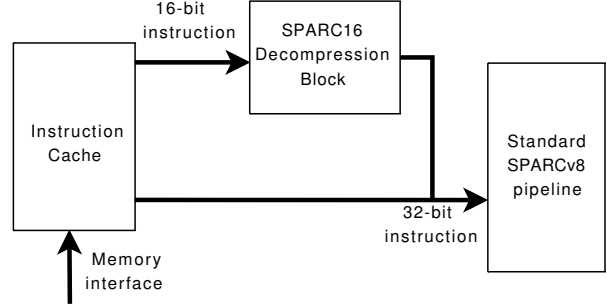 16-bit
instruction
SPARC16
Decompression
Block
Instruction
Cache
Standard
SPARCv8
pipeline
32-bit
instruction
Memory
interface